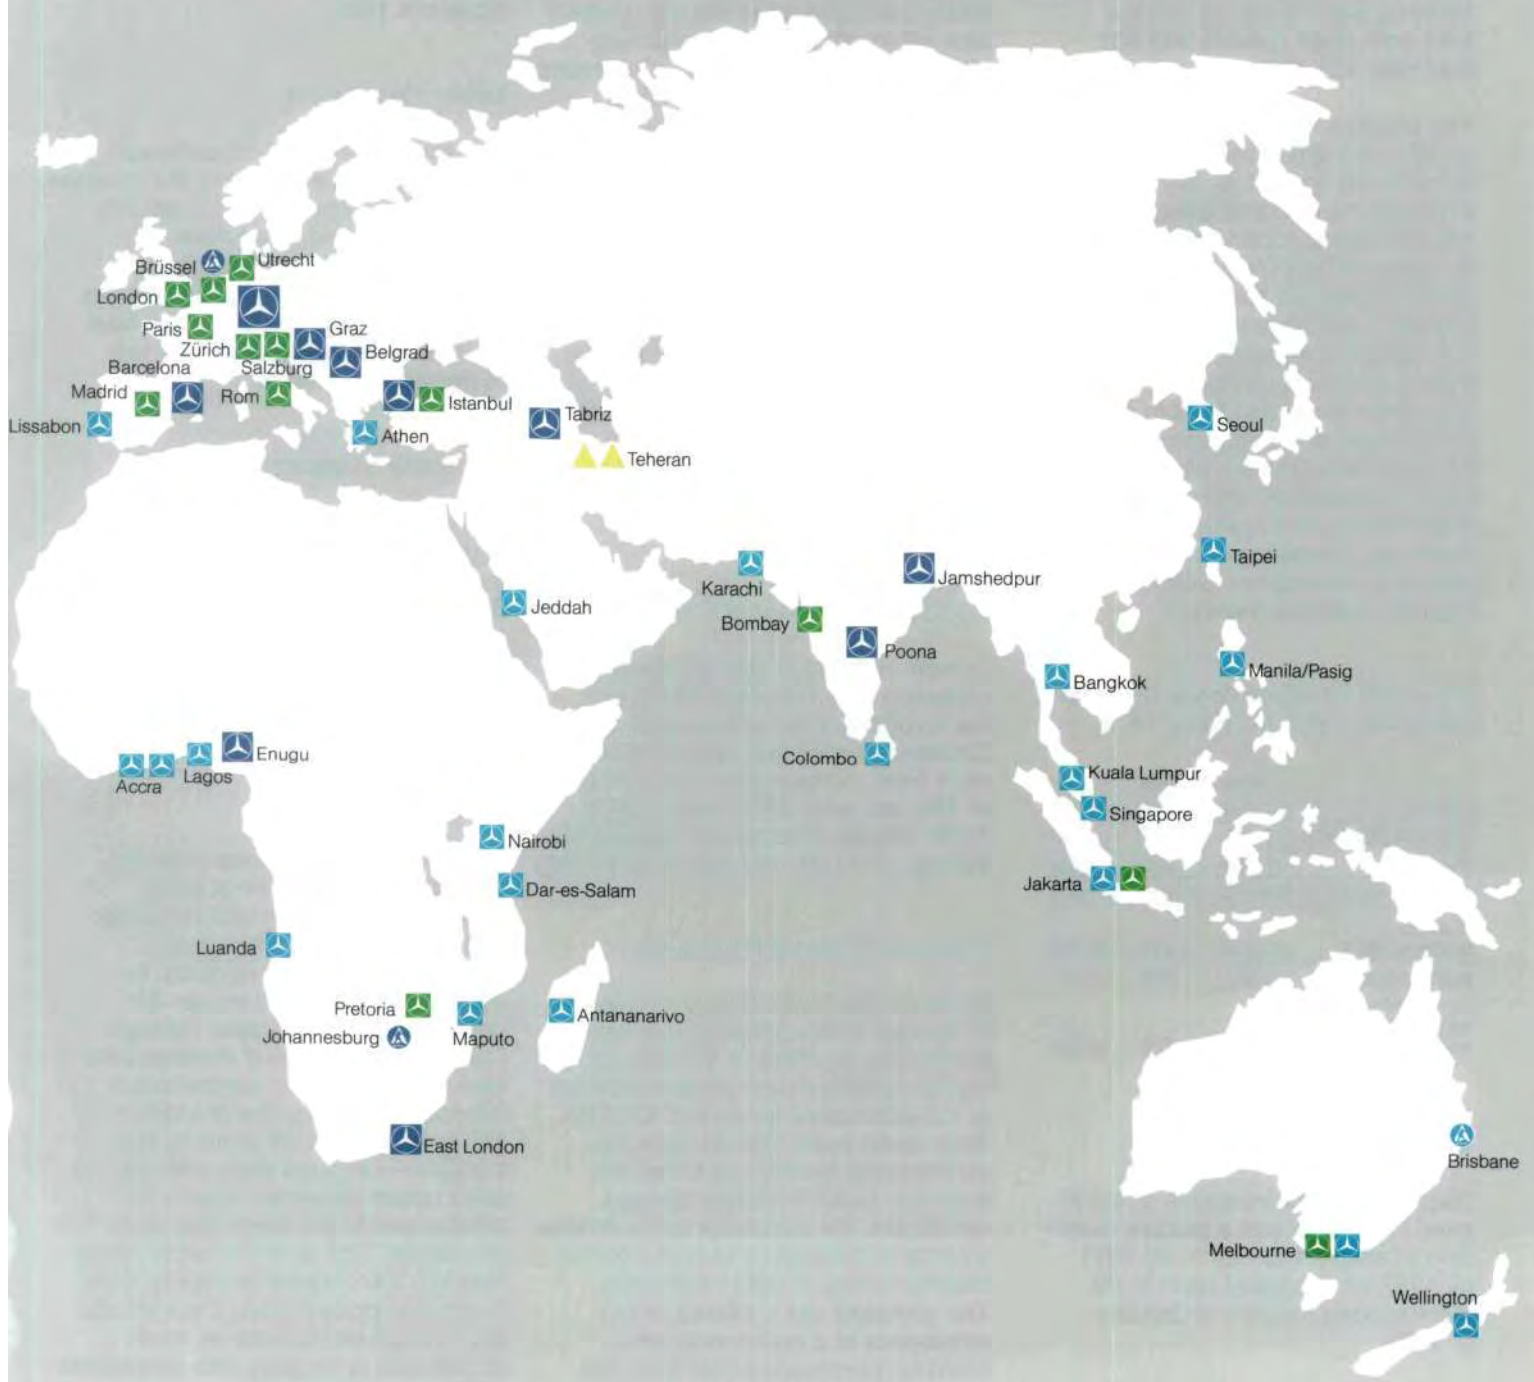 Brüssel
Utrecht
London
Paris
Graz
Zürich
Belgrad
Barcelona
Salzburg
Madrid
Rom
Istanbul
Tabriz
Lissabon
Athen
Seoul
Teheran
Taipei
Karachi
Jamshedpur
Jeddah
Bombay
Poona
Manila/Pasig
Bangkok
Enugu
Colombo
Lagos
Kuala Lumpur
Accra
Singapore
Nairobi
Jakarta
Dar-es-Salam
Luanda
Pretoria
Antananarivo
Johannesburg
Maputo
East London
Brisbane
Melbourne
Wellington